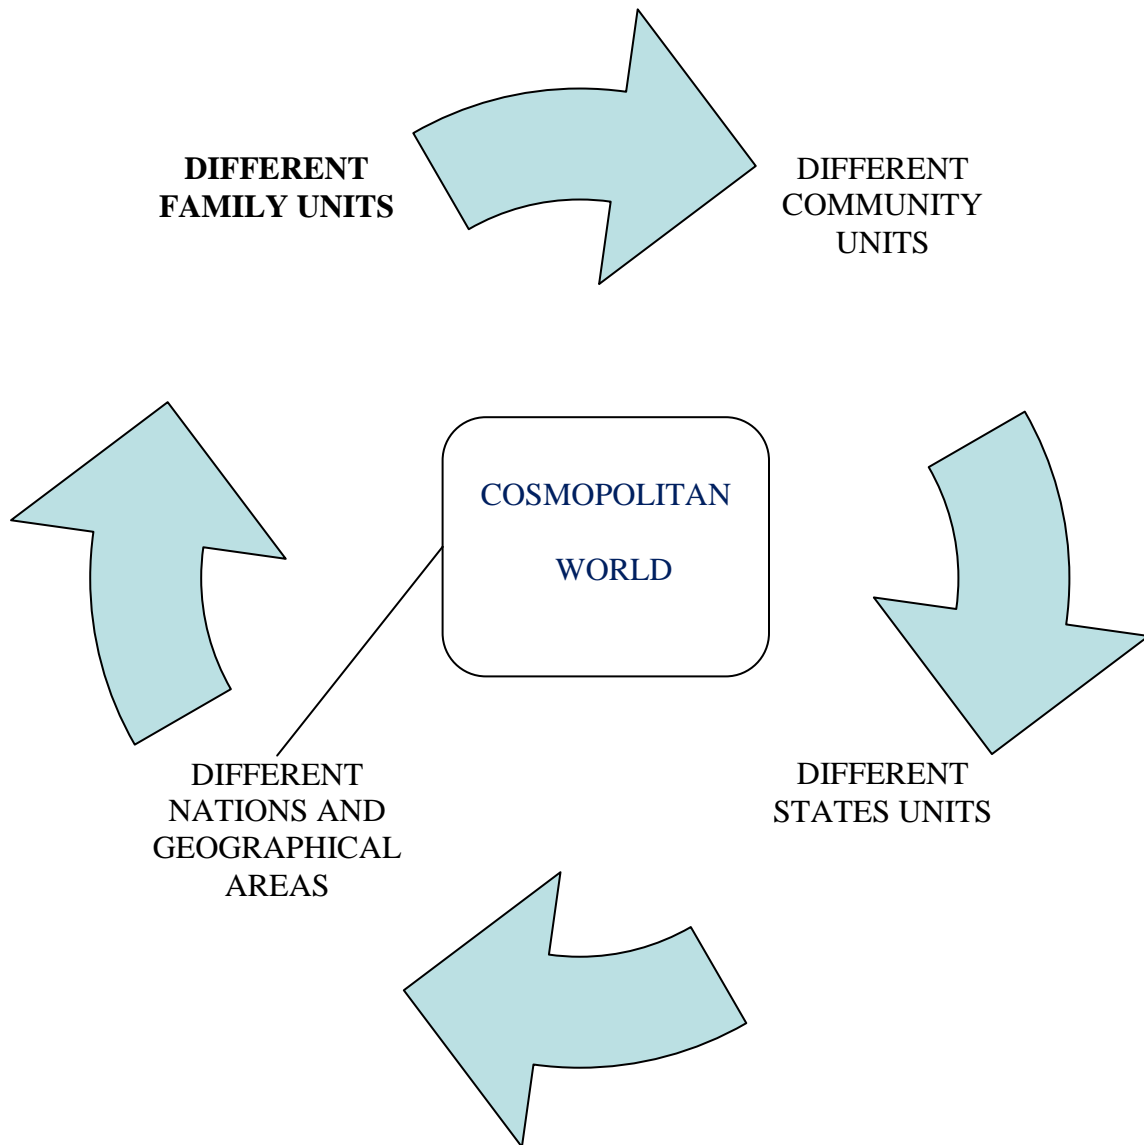 DIFFERENT
FAMILY UNITS
DIFFERENT
COMMUNITY
UNITS
COSMOPOLITAN
WORLD
DIFFERENT
NATIONS AND
GEOGRAPHICAL
AREAS
DIFFERENT
STATES UNITS